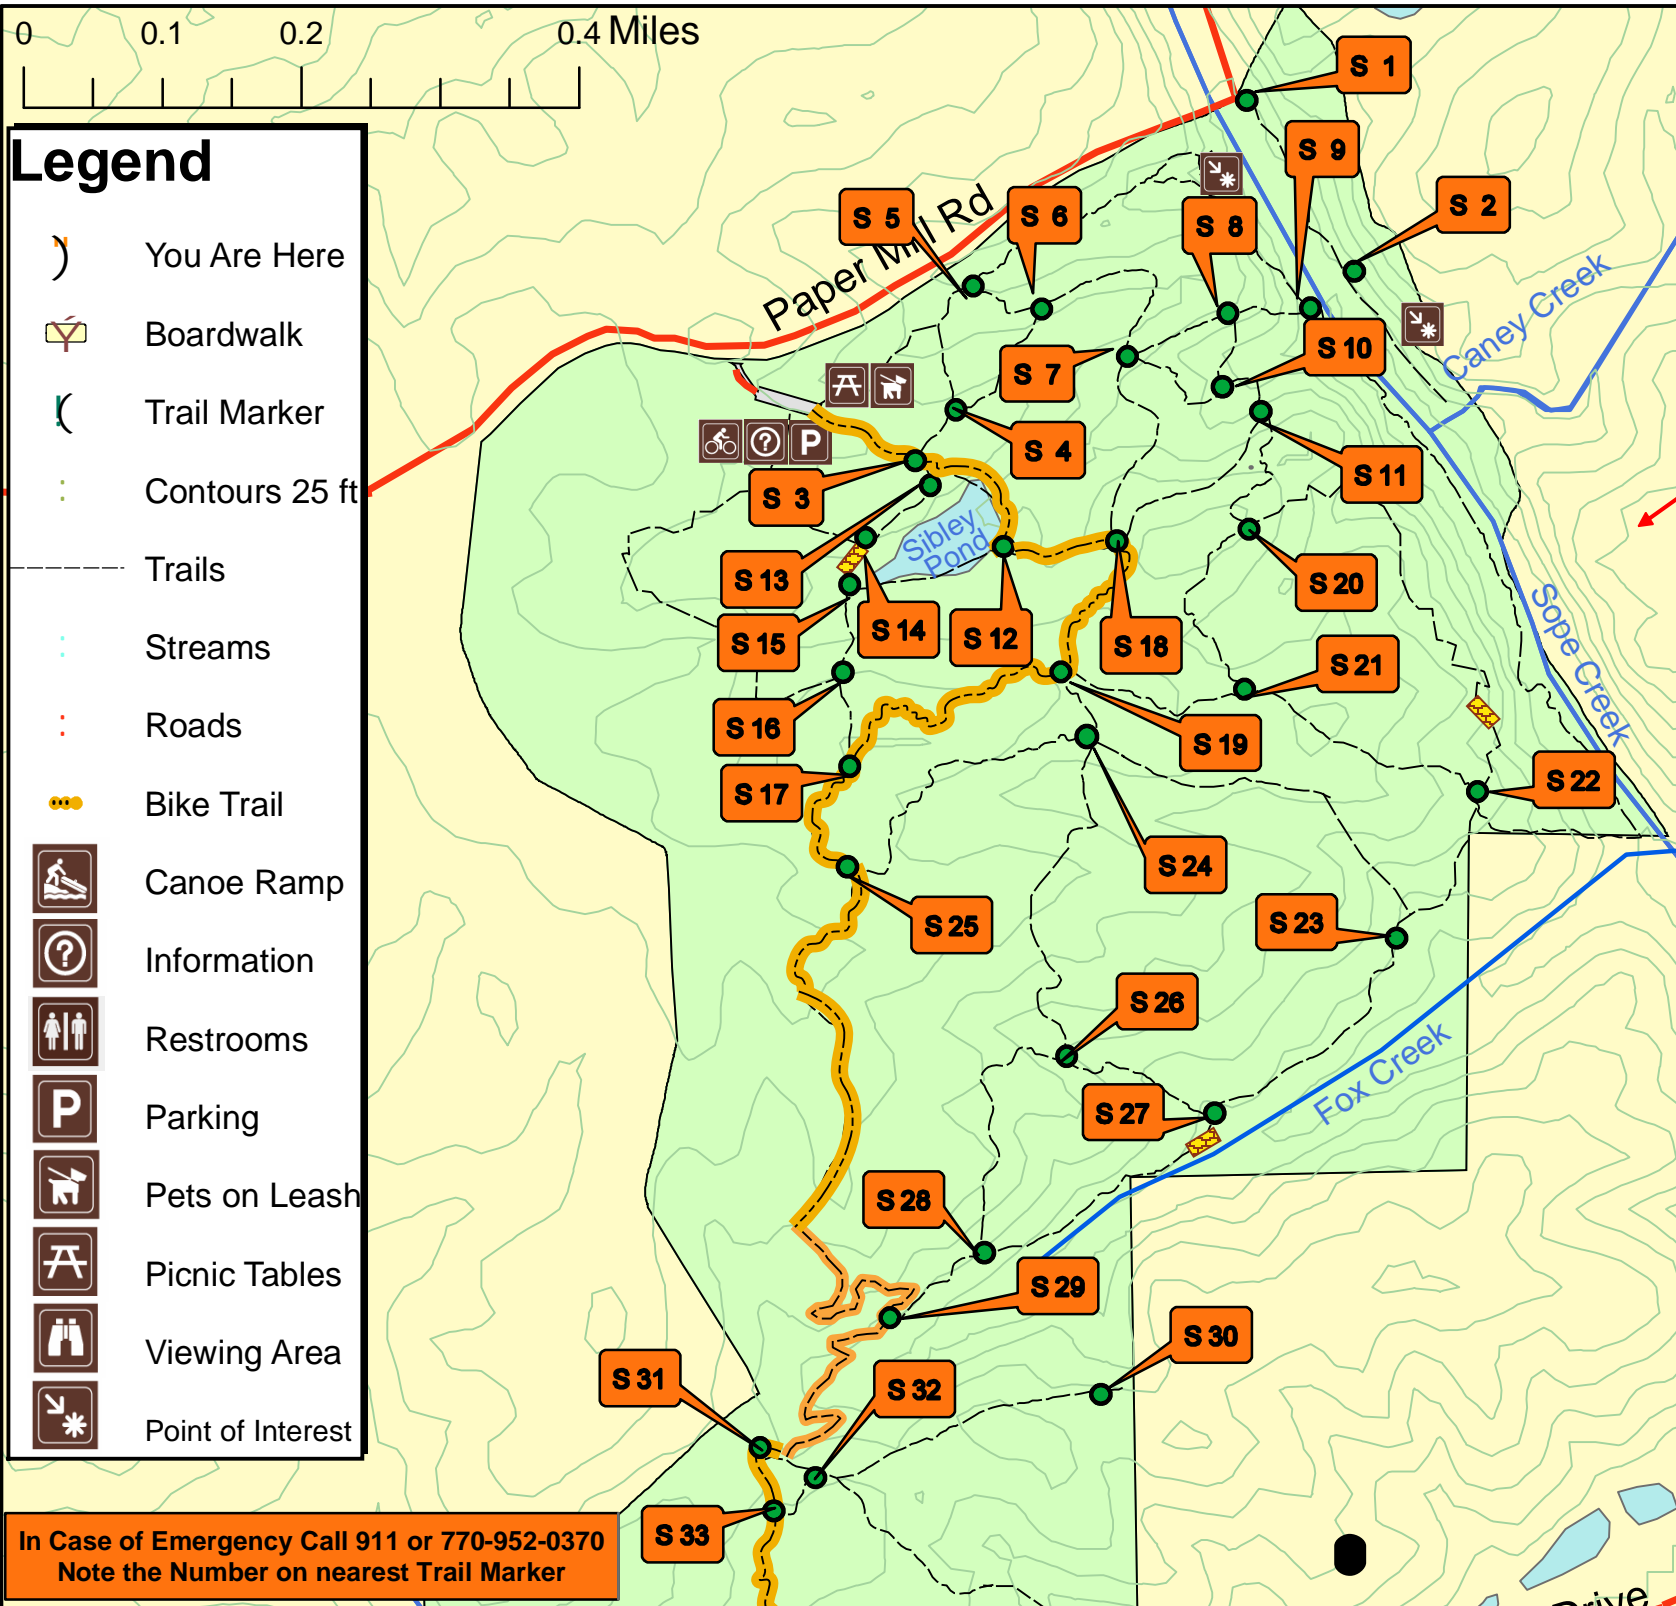 0 0.1 0.2 0.4 Miles
Legend
You Are Here
Boardwalk
Trail Marker
Contours 25 ft
Trails
Streams
Roads
Bike Trail
Canoe Ramp
Information
Restrooms
P Parking
Pets on Leash
Picnic Tables
Viewing Area
Point of Interest
In Case of Emergency Call 911 or 770-952-0370
Note the Number on nearest Trail Marker
S 1
S 9
S 2
S 5
S 6
S 8
Paper Mill Rd
Caney Creek
S 10
S 7
? P
S 4
S 11
S 3
Sibley
Pond
S 13
S 20
S 14
S 12
S 15
S 18
Sope Creek
S 21
S 16
S 19
S 17
S 22
S 24
S 25
S 23
S 26
Fox Creek
S 27
S 28
S 29
S 30
S 31
S 32
S 33
Drive